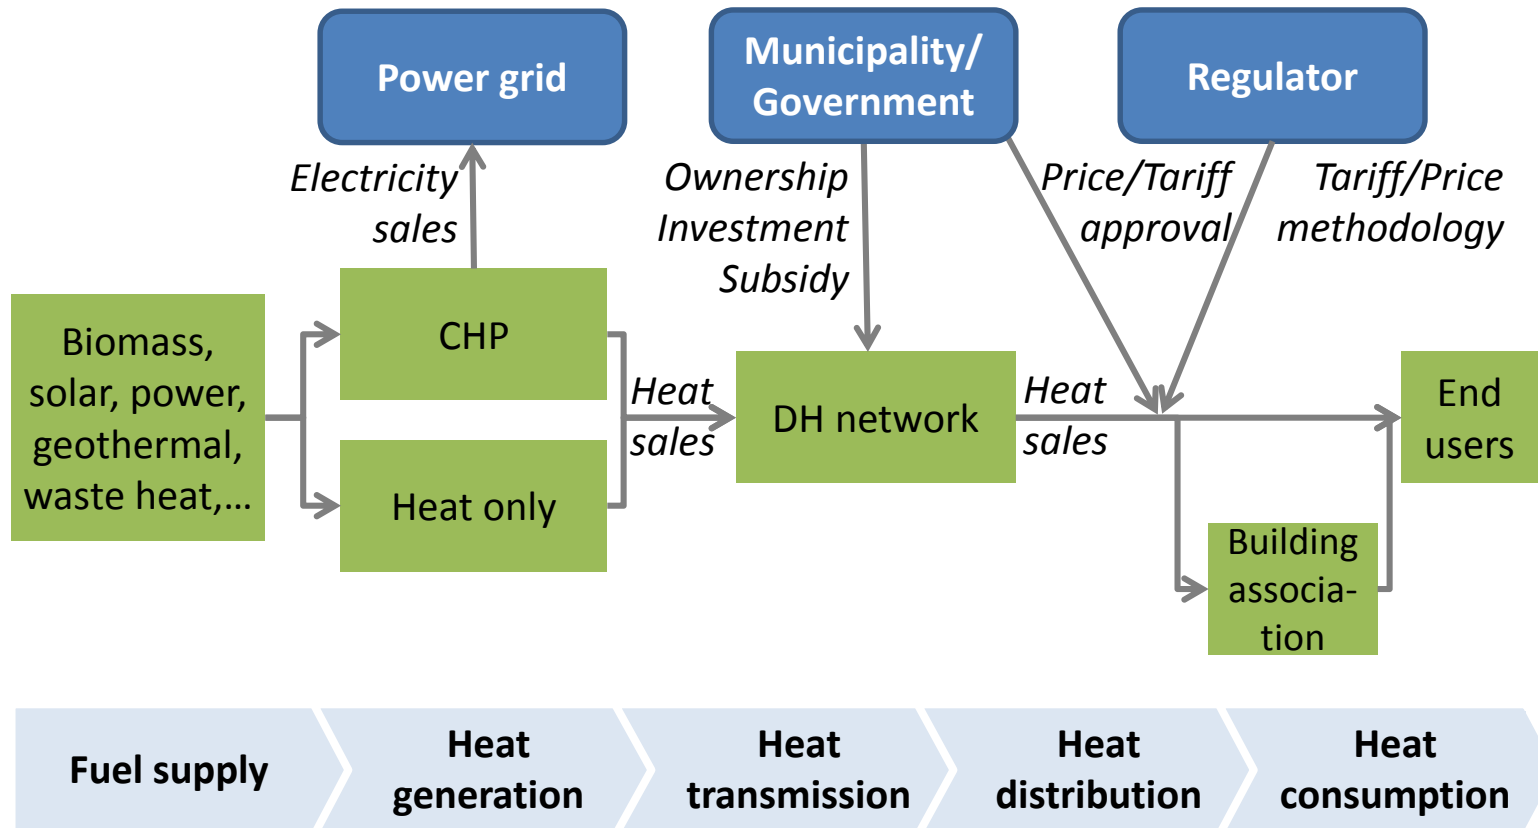 Power grid
Municipality/
Government
Regulator
Electricity
sales
Ownership
Investment
Subsidy
Price/Tariff
approval
Tariff/Price
methodology
Biomass,
solar, power,
geothermal,
waste heat,...
CHP
Heat only
Heat
sales
DH network
Heat
sales
End
users
Building
associa-
tion
Fuel supply
Heat
generation
Heat
transmission
Heat
distribution
Heat
consumption